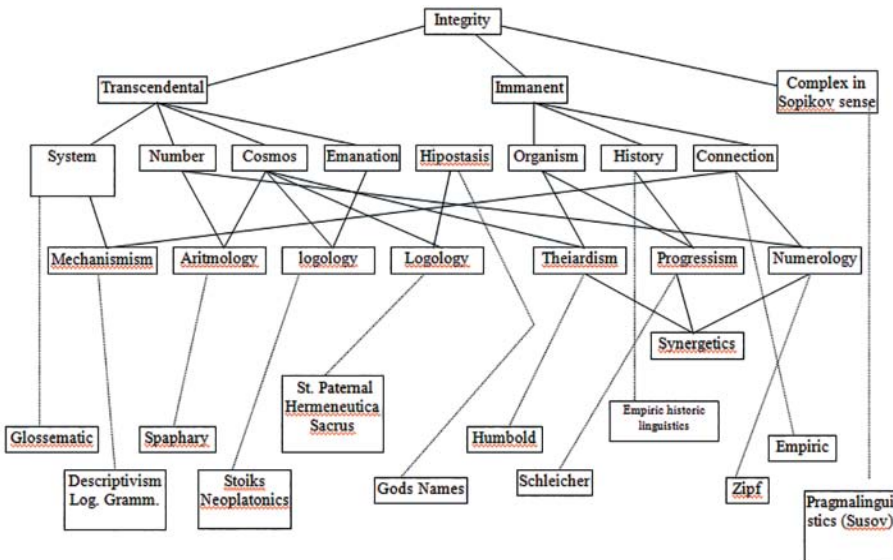 Integrity
Transcendental
Immanent
Complex in
Sopikov sense
System
Number
Cosmos
Emanation
Hipostasis
Organism
History
Connection
Mechanismism
Aritmology
logology
Logology
Theiardism
Progressism
Numerology
Synergetics
St. Paternal
Hermeneutica
Sacrus
Empiric historic
linguistics
Glossematic
Spaphary
Humbold
Empiric
Descriptivism
Log. Gramm.
Stoiks
Neoplatonics
Gods Names
Schleicher
Zipf
Pragmalingui
stics (Susov)